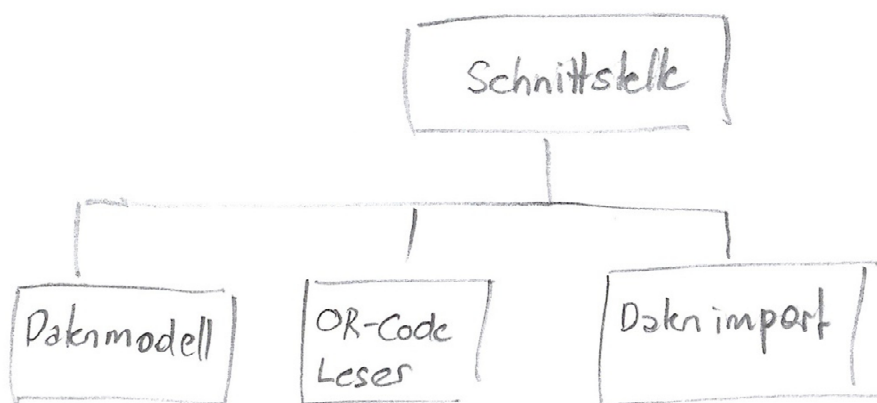 Schnittstelle
Datenmodell
QR-Code
Leser
Datenimport